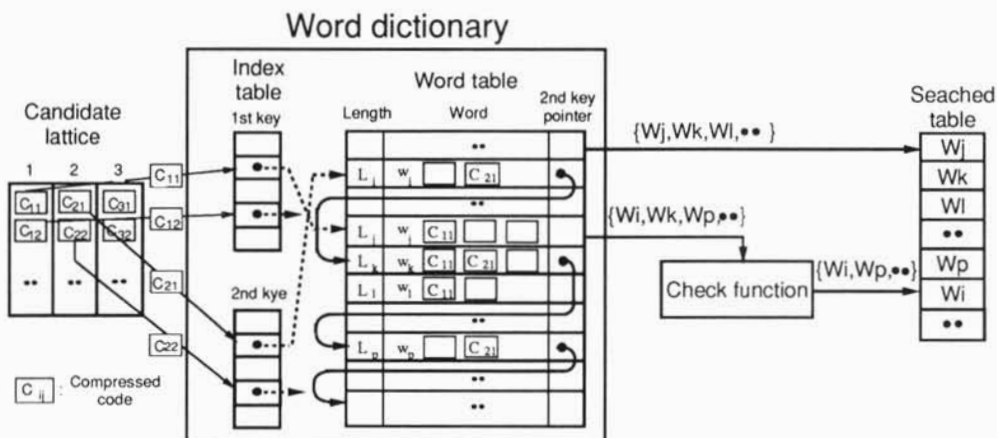 Word dictionary
Index table
1st key
2nd kye
Word table
Length Word 2nd key pointer
Candidate lattice
1 2 3
C11 C21 C31
C12 C22 C32
•• •• ••
C11
C12
C21
C22
Cij : Compressed code
••
Li wi C21
••
Lj wj C11
Lk wk C11 C21
Ll wl C11
••
Lp wp C21
••
••
{Wj,Wk,Wl,•• }
{Wi,Wk,Wp,••}
Check function
{Wi,Wp,••}
Seached table
Wj
Wk
Wl
••
Wp
Wi
••